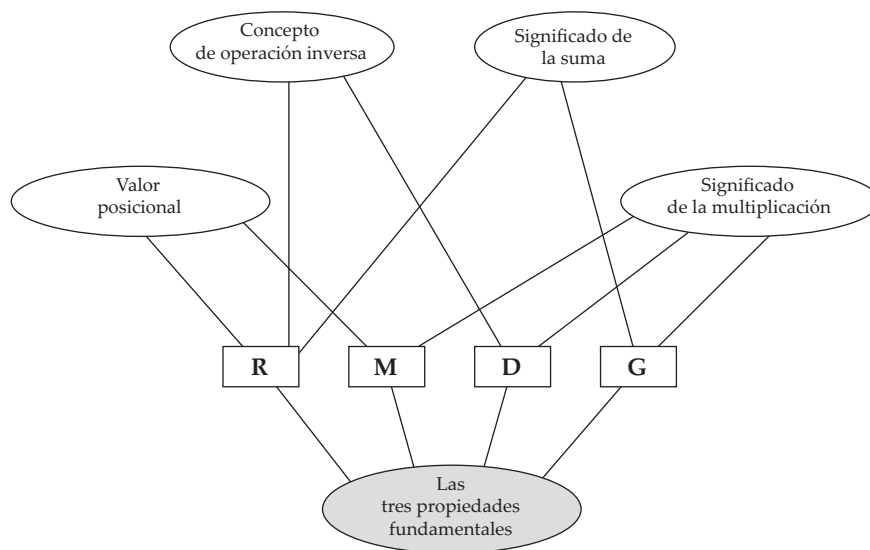 Concepto
de operación inversa
Significado de
la suma
Valor
posicional
Significado
de la multiplicación
R
M
D
G
Las
tres propiedades
fundamentales